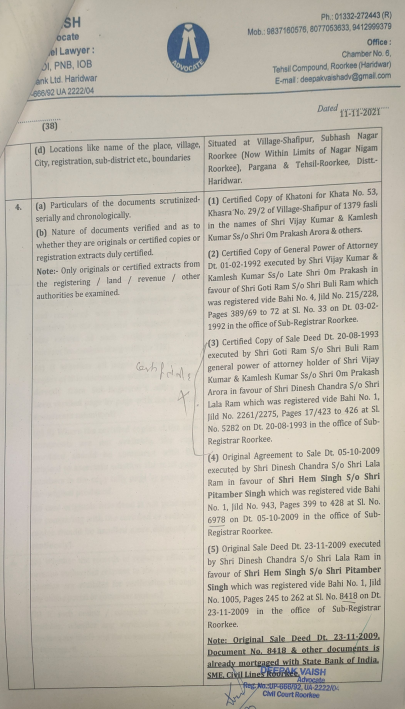 SH
ocate
el Lawyer :
DI, PNB, IOB
ank Ltd. Haridwar
666/92 UA 2222/04
ADVOCATE
Ph.: 01332-272443 (R)
Mob.: 9837160576, 8077053633, 9412999379
Office :
Chamber No. 6,
Tehsil Compound, Roorkee (Haridwar)
E-mail : deepakvaishadv@gmail.com
Dated 11-11-2021
(38)
(d) Locations like name of the place, village,
City, registration, sub-district etc., boundaries
Situated at Village-Shafipur, Subhash Nagar
Roorkee (Now Within Limits of Nagar Nigam
Roorkee), Pargana & Tehsil-Roorkee, Distt.-
Haridwar.
4.
(a) Particulars of the documents scrutinized-
serially and chronologically.
(b) Nature of documents verified and as to
whether they are originals or certified copies or
registration extracts duly certified.
Note:- Only originals or certified extracts from
the registering / land / revenue / other
authorities be examined.
(1) Certified Copy of Khatoni for Khata No. 53,
Khasra No. 29/2 of Village-Shafipur of 1379 fasli
in the names of Shri Vijay Kumar & Kamlesh
Kumar Ss/o Shri Om Prakash Arora & others.
(2) Certified Copy of General Power of Attorney
Dt. 01-02-1992 executed by Shri Vijay Kumar &
Kamlesh Kumar Ss/o Late Shri Om Prakash in
favour of Shri Goti Ram S/o Shri Buli Ram which
was registered vide Bahi No. 4, Jild No. 215/228,
Pages 389/69 to 72 at Sl. No. 33 on Dt. 03-02-
1992 in the office of Sub-Registrar Roorkee.
(3) Certified Copy of Sale Deed Dt. 20-08-1993
executed by Shri Goti Ram S/o Shri Buli Ram
general power of attorney holder of Shri Vijay
Kumar & Kamlesh Kumar Ss/o Shri Om Prakash
Arora in favour of Shri Dinesh Chandra S/o Shri
Lala Ram which was registered vide Bahi No. 1,
Jild No. 2261/2275, Pages 17/423 to 426 at Sl.
No. 5282 on Dt. 20-08-1993 in the office of Sub-
Registrar Roorkee.
(4) Original Agreement to Sale Dt. 05-10-2009
executed by Shri Dinesh Chandra S/o Shri Lala
Ram in favour of Shri Hem Singh S/o Shri
Pitamber Singh which was registered vide Bahi
No. 1, Jild No. 943, Pages 399 to 428 at Sl. No.
6978 on Dt. 05-10-2009 in the office of Sub-
Registrar Roorkee.
(5) Original Sale Deed Dt. 23-11-2009 executed
by Shri Dinesh Chandra S/o Shri Lala Ram in
favour of Shri Hem Singh S/o Shri Pitamber
Singh which was registered vide Bahi No. 1, Jild
No. 1005, Pages 245 to 262 at Sl. No. 8418 on Dt.
23-11-2009 in the office of Sub-Registrar
Roorkee.
Note: Original Sale Deed Dt. 23-11-2009,
Document No. 8418 & other documents is
already mortgaged with State Bank of India,
SME, Civil Lines Roorkee.
DEEPAK VAISH
Advocate
Reg. No.:UP-666/92, UA-2222/04
Civil Court Roorkee